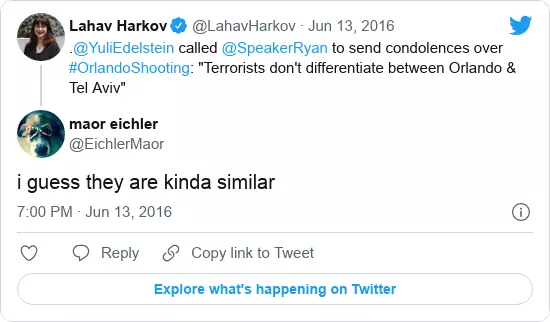 Lahav Harkov @LahavHarkov · Jun 13, 2016
.@YuliEdelstein called @SpeakerRyan to send condolences over
#OrlandoShooting: "Terrorists don't differentiate between Orlando &
Tel Aviv"
maor eichler
@EichlerMaor
i guess they are kinda similar
7:00 PM · Jun 13, 2016
Reply Copy link to Tweet
Explore what's happening on Twitter